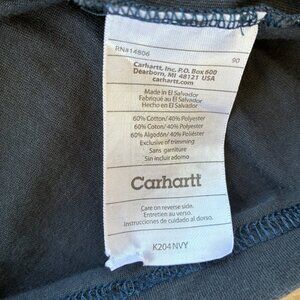 RN#14806 90
Carhartt, Inc. P.O. Box 600
Dearborn, MI 48121 USA
carhartt.com
Made in El Salvador
Fabriqué au El Salvador
Hecho en El Salvador
60% Cotton/40% Polyester
60% Coton/40% Polyester
60% Algodón/40% Poliéster
Exclusive of trimming
Sans garniture
Sin incluir adorno
Carhartt
Care on reverse side.
Entretien au verso.
Instrucciones de cuidado al dorso.
K204NVY